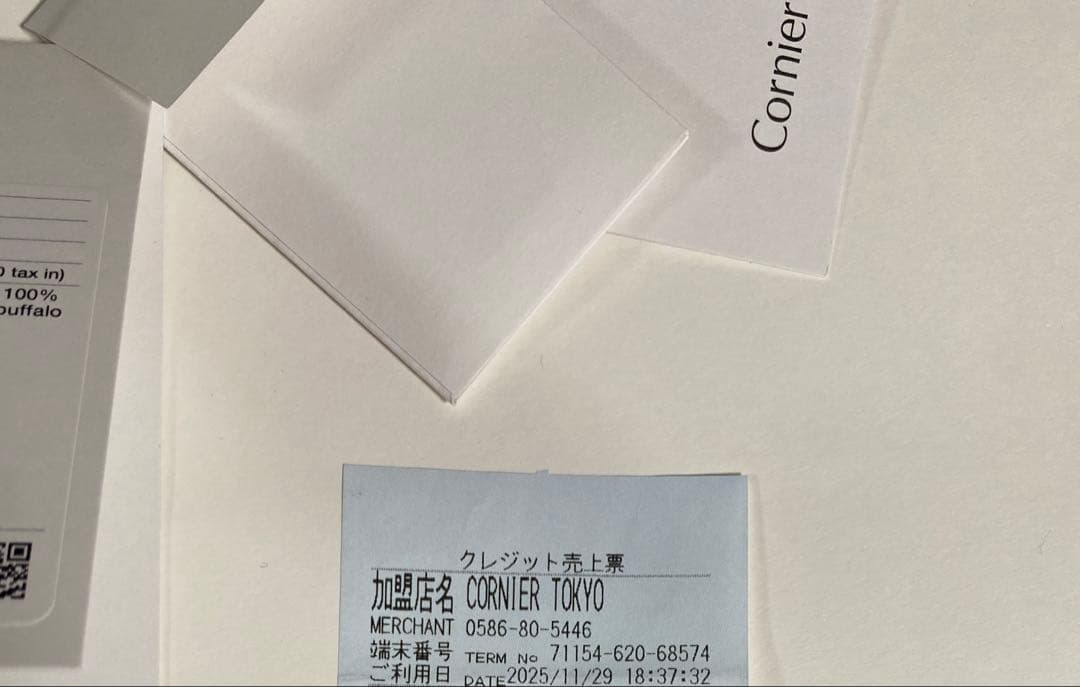 Cornier
0 tax in)
100%
buffalo
クレジット売上票
加盟店名 CORNIER TOKYO
MERCHANT 0586-80-5446
端末番号 TERM No 71154-620-68574
ご利用日 DATE2025/11/29 18:37:32